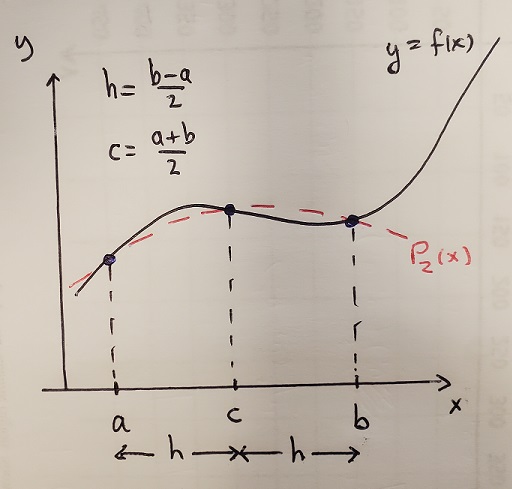 y
y = f(x)
h = b-a/2
c = a+b/2
P₂(x)
x
a c b
h h